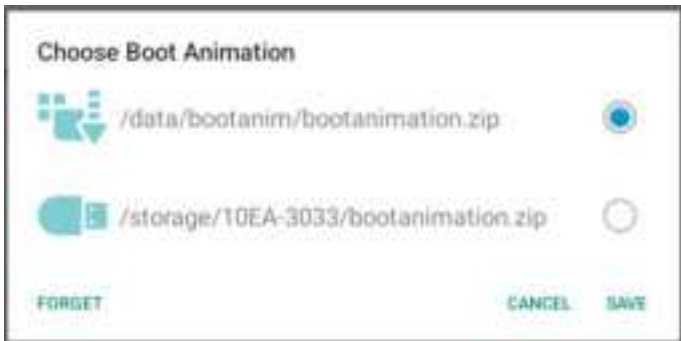 Choose Boot Animation
/data/bootanim/bootanimation.zip
/storage/10EA-3033/bootanimation.zip
FORGET CANCEL SAVE